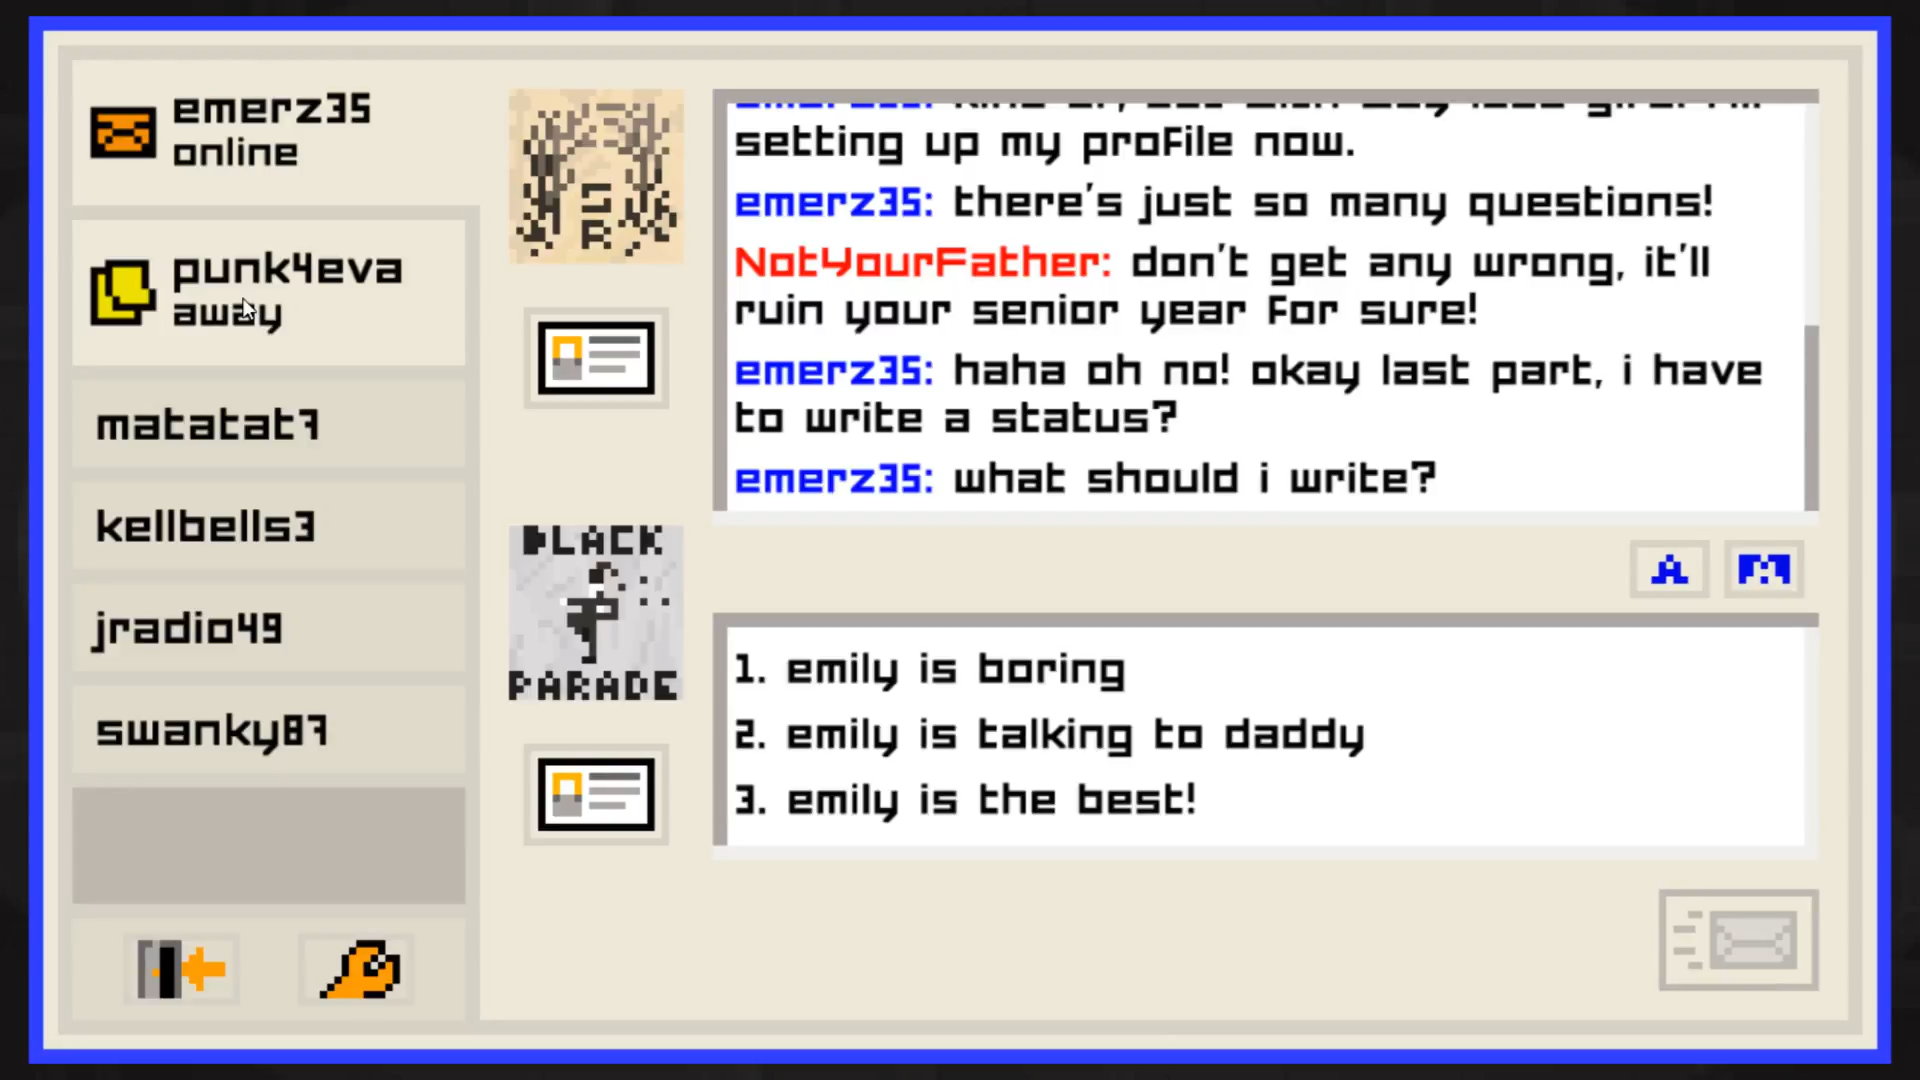 emerz35
online
punk4eva
away
matatat7
kellbells3
jradio49
swanky87
SNR
BLACK
PARADE
setting up my profile now.
emerz35: there's just so many questions!
NotYourFather: don't get any wrong, it'll
ruin your senior year for sure!
emerz35: haha oh no! okay last part, i have
to write a status?
emerz35: what should i write?
A
1. emily is boring
2. emily is talking to daddy
3. emily is the best!